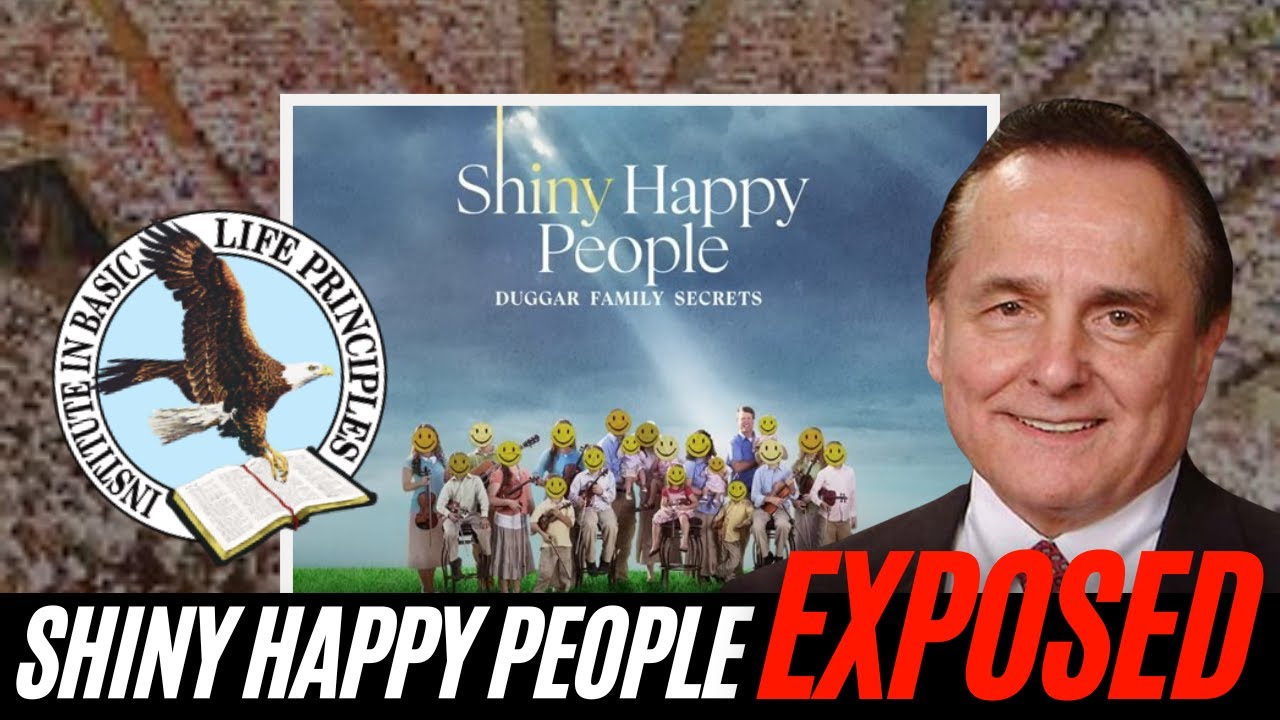 INSTITUTE IN BASIC LIFE PRINCIPLES
Shiny Happy
People
DUGGAR FAMILY SECRETS
SHINY HAPPY PEOPLE EXPOSED